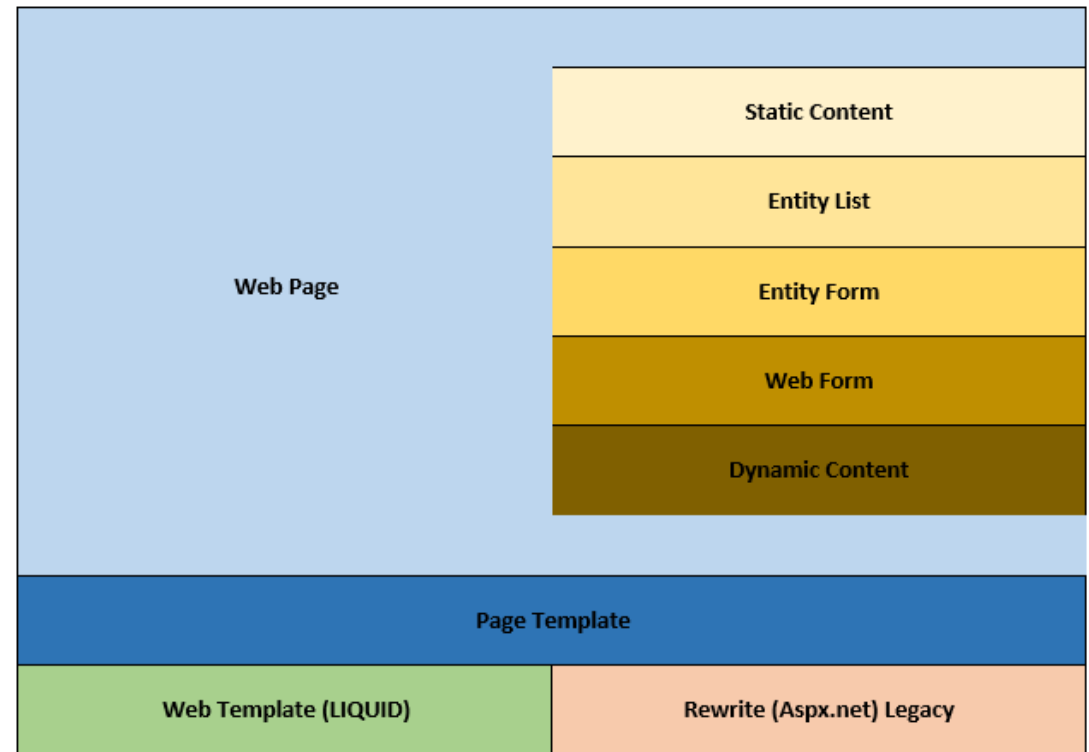 Static Content
Entity List
Web Page
Entity Form
Web Form
Dynamic Content
Page Template
Web Template (LIQUID)
Rewrite (Aspx.net) Legacy